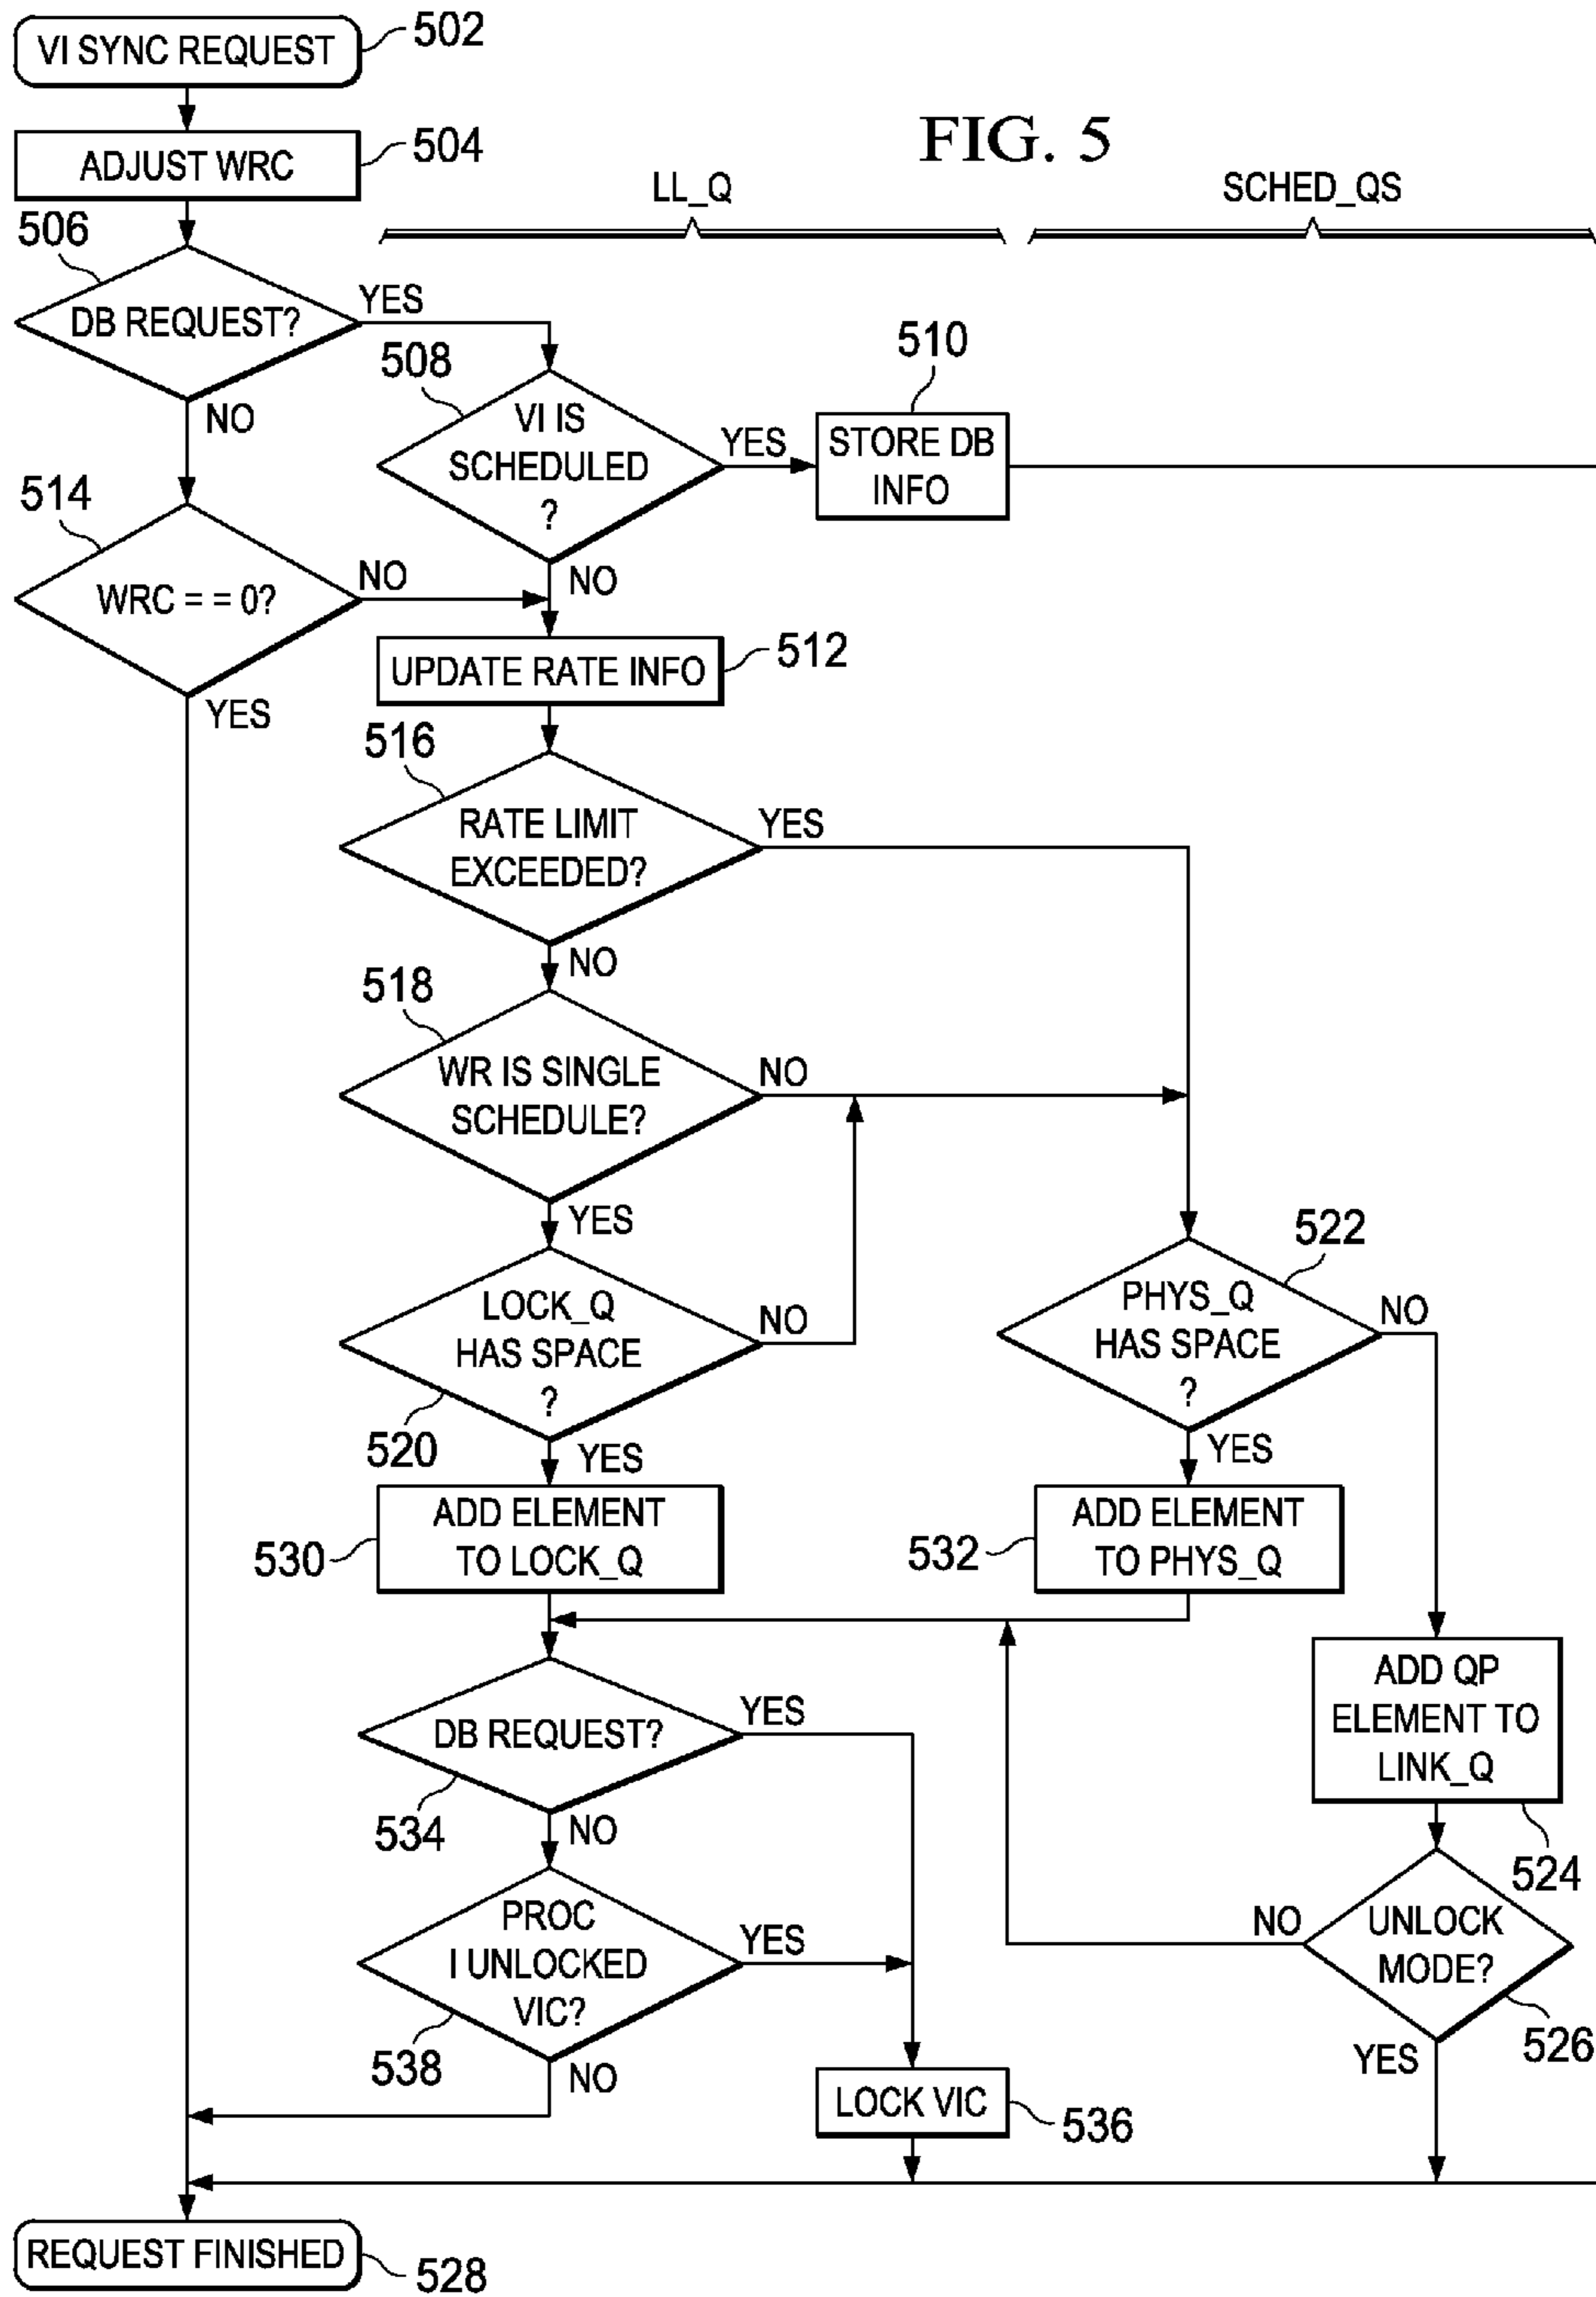 VI SYNC REQUEST
502
FIG. 5
ADJUST WRC
504
LL_Q
SCHED_QS
506
DB REQUEST?
YES
NO
508
VI IS
SCHEDULED
?
YES
NO
510
STORE DB
INFO
514
WRC = = 0?
NO
YES
UPDATE RATE INFO
512
516
RATE LIMIT
EXCEEDED?
YES
NO
518
WR IS SINGLE
SCHEDULE?
NO
YES
LOCK_Q
HAS SPACE
?
NO
520
YES
522
PHYS_Q
HAS SPACE
?
NO
YES
ADD ELEMENT
TO LOCK_Q
530
ADD ELEMENT
TO PHYS_Q
532
ADD QP
ELEMENT TO
LINK_Q
524
DB REQUEST?
YES
534
NO
UNLOCK
MODE?
NO
526
YES
PROC
I UNLOCKED
VIC?
YES
538
NO
LOCK VIC
536
REQUEST FINISHED
528